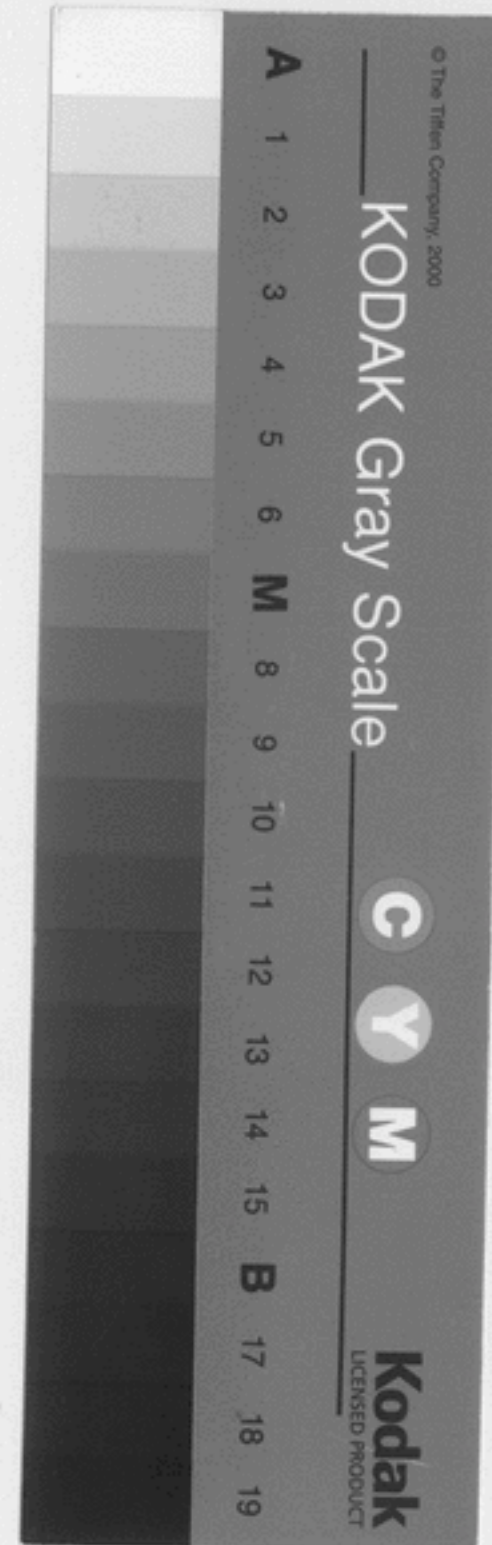 © The Tiffen Company, 2000
KODAK Gray Scale
C Y M
Kodak
LICENSED PRODUCT
A 1 2 3 4 5 6 M 8 9 10 11 12 13 14 15 B 17 18 19